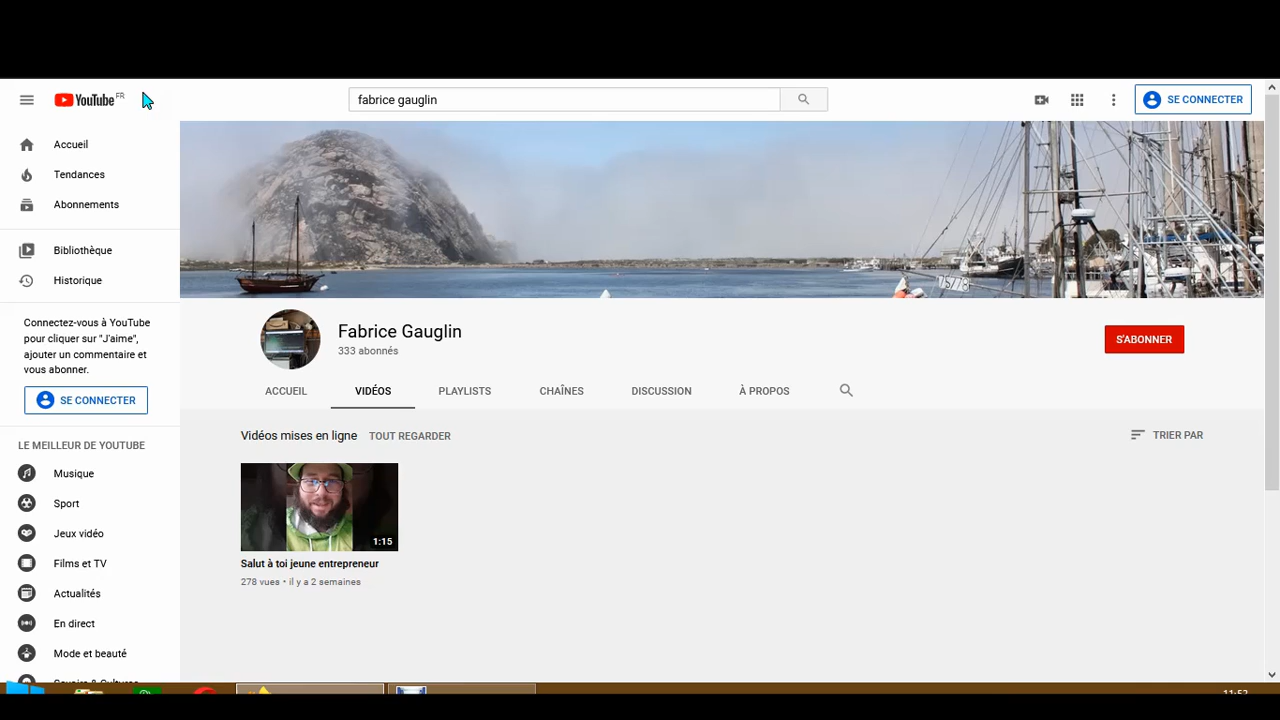 YouTube FR
fabrice gauglin
SE CONNECTER
Accueil
Tendances
Abonnements
Bibliothèque
Historique
Connectez-vous à YouTube
pour cliquer sur "J'aime",
ajouter un commentaire et
vous abonner.
SE CONNECTER
LE MEILLEUR DE YOUTUBE
Musique
Sport
Jeux vidéo
Films et TV
Actualités
En direct
Mode et beauté
75778
Fabrice Gauglin
333 abonnés
S'ABONNER
ACCUEIL
VIDÉOS
PLAYLISTS
CHAÎNES
DISCUSSION
À PROPOS
Vidéos mises en ligne
TOUT REGARDER
TRIER PAR
1:15
Salut à toi jeune entrepreneur
278 vues • il y a 2 semaines